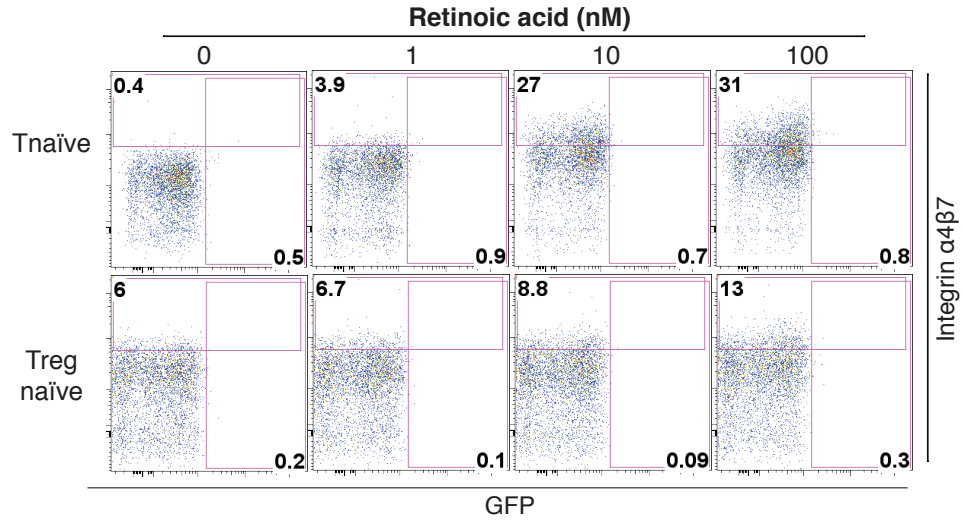 Retinoic acid (nM)
0 1 10 100
Tnaïve
0.4 3.9 27 31
0.5 0.9 0.7 0.8
Treg
naïve
6 6.7 8.8 13
0.2 0.1 0.09 0.3
Integrin α4β7
GFP